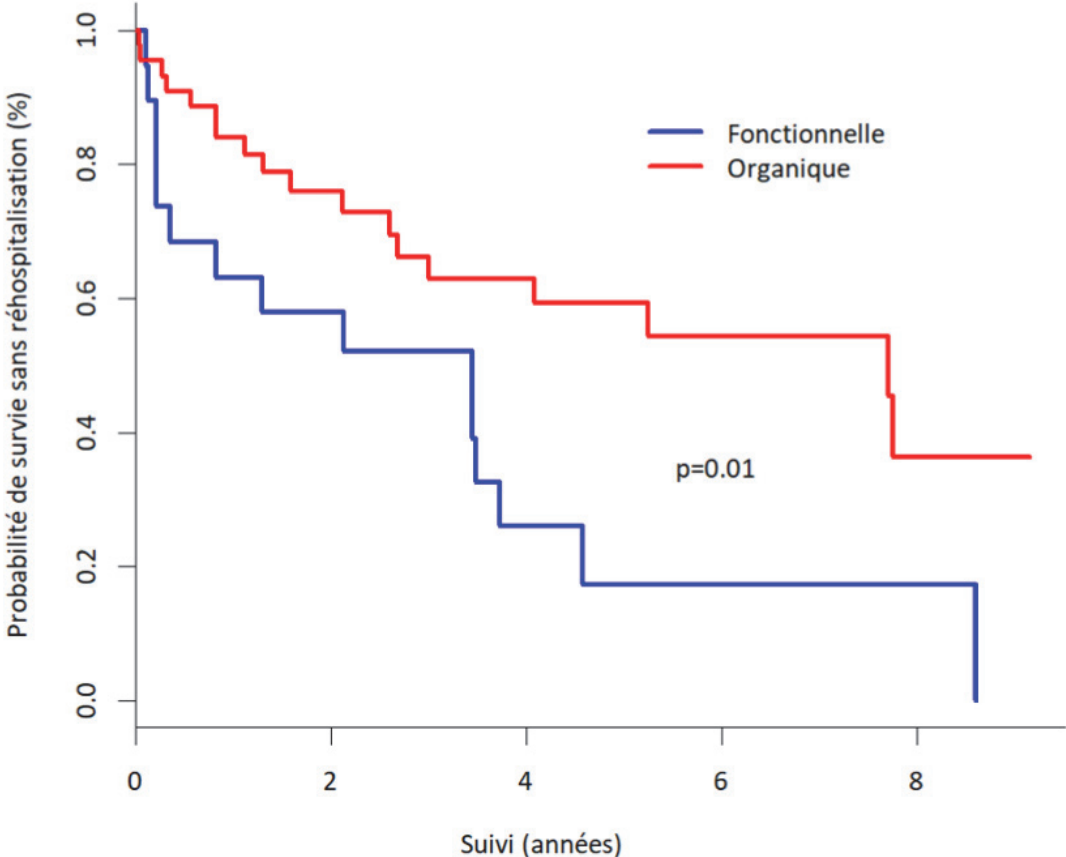 Probabilité de survie sans réhospitalisation (%)
1.0
0.8
0.6
0.4
0.2
0.0
Fonctionnelle
Organique
p=0.01
0 2 4 6 8
Suivi (années)